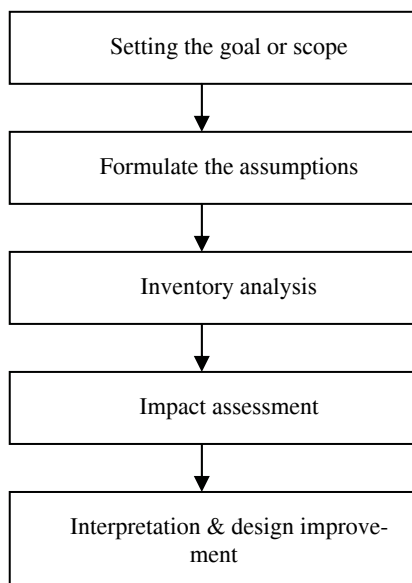 Setting the goal or scope
Formulate the assumptions
Inventory analysis
Impact assessment
Interpretation & design improve-
ment